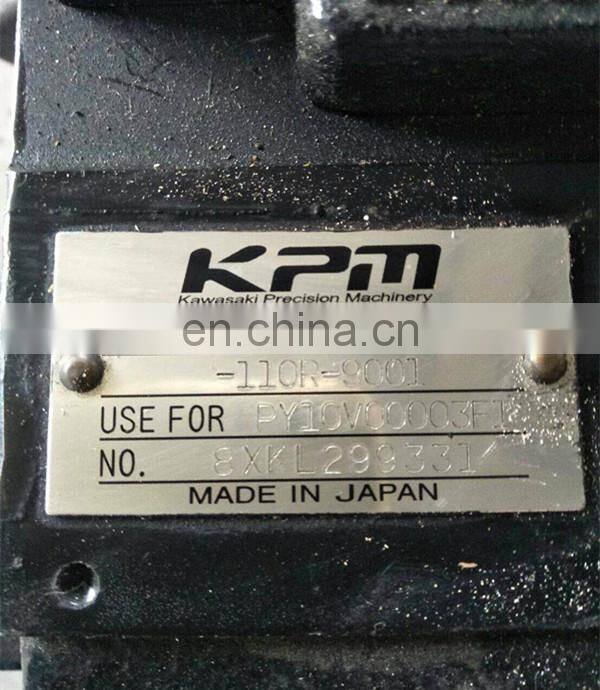 KPM
Kawasaki Precision Machinery
en.china.cn
-110R-9001
USE FOR PY10V00003F1
NO. 8XKL299331
MADE IN JAPAN